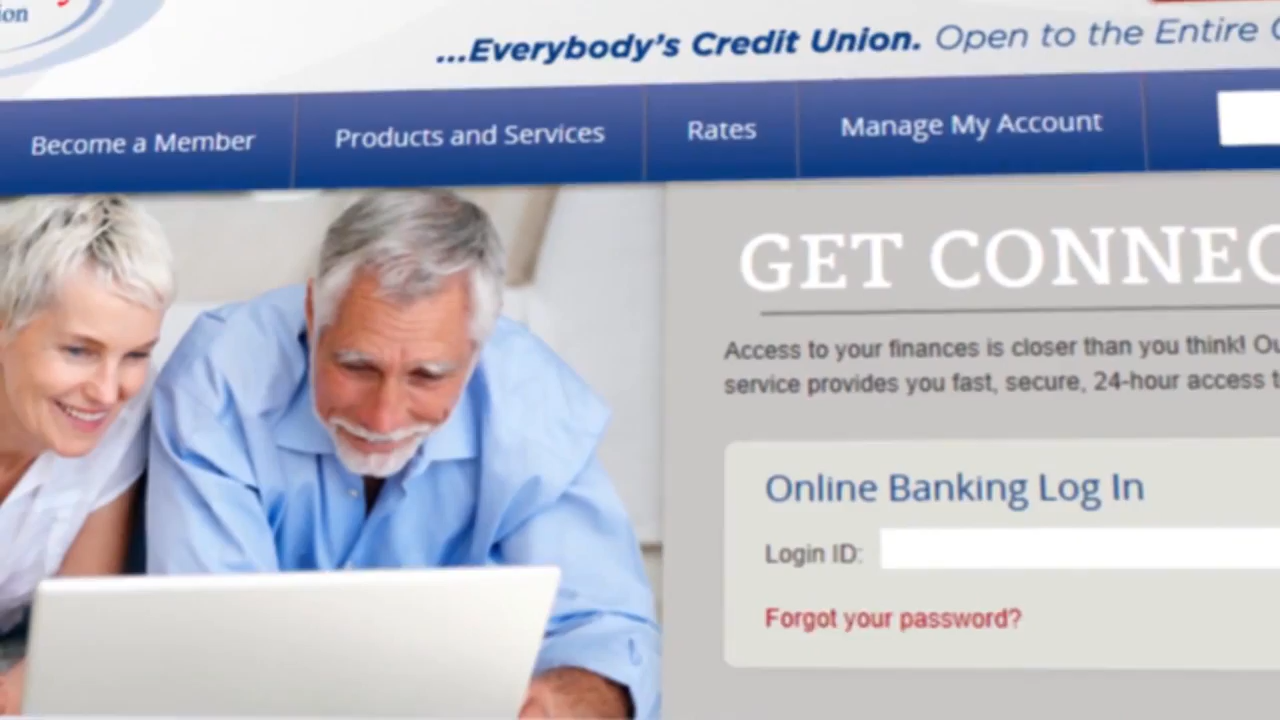 ion
...Everybody's Credit Union. Open to the Entire
Become a Member
Products and Services
Rates
Manage My Account
GET CONNEC
Access to your finances is closer than you think! Ou
service provides you fast, secure, 24-hour access t
Online Banking Log In
Login ID:
Forgot your password?